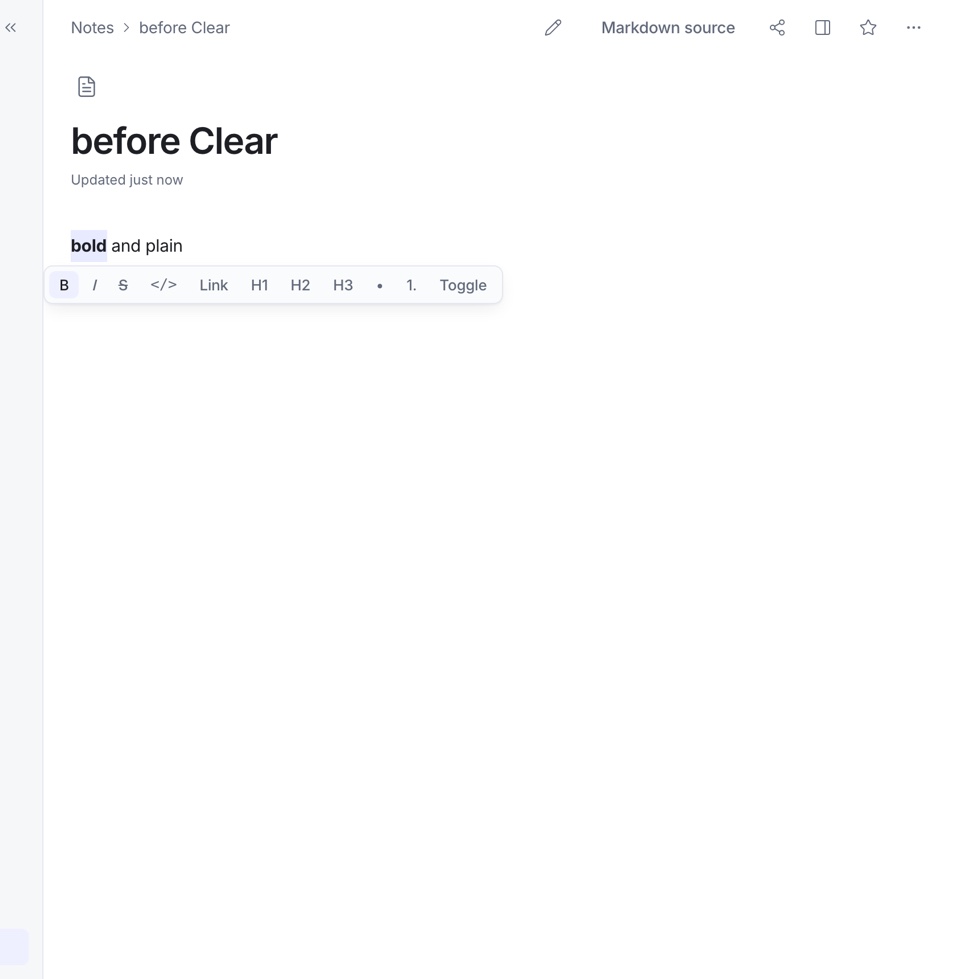 Notes > before Clear
Markdown source
before Clear
Updated just now
bold and plain
B I S </> Link H1 H2 H3 • 1. Toggle